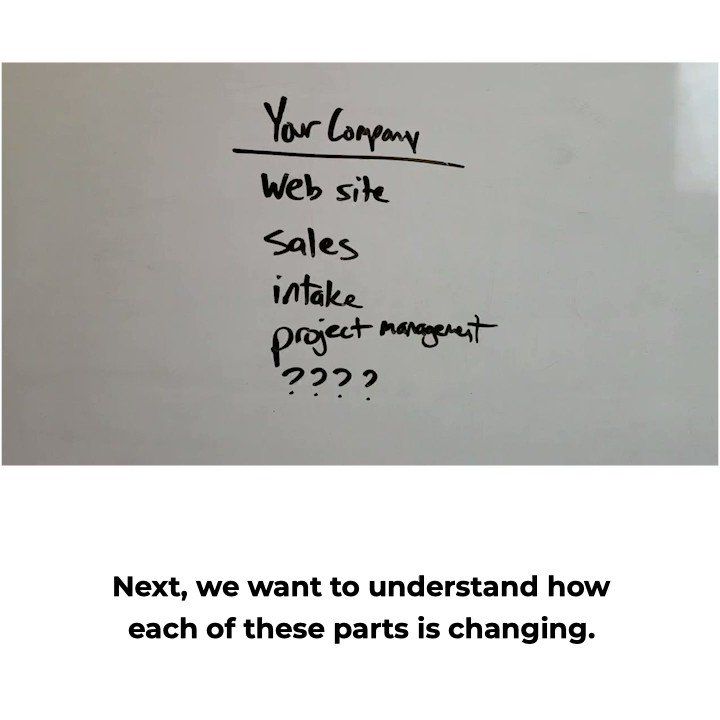 Your Company
Web site
Sales
intake
project management
????
Next, we want to understand how
each of these parts is changing.